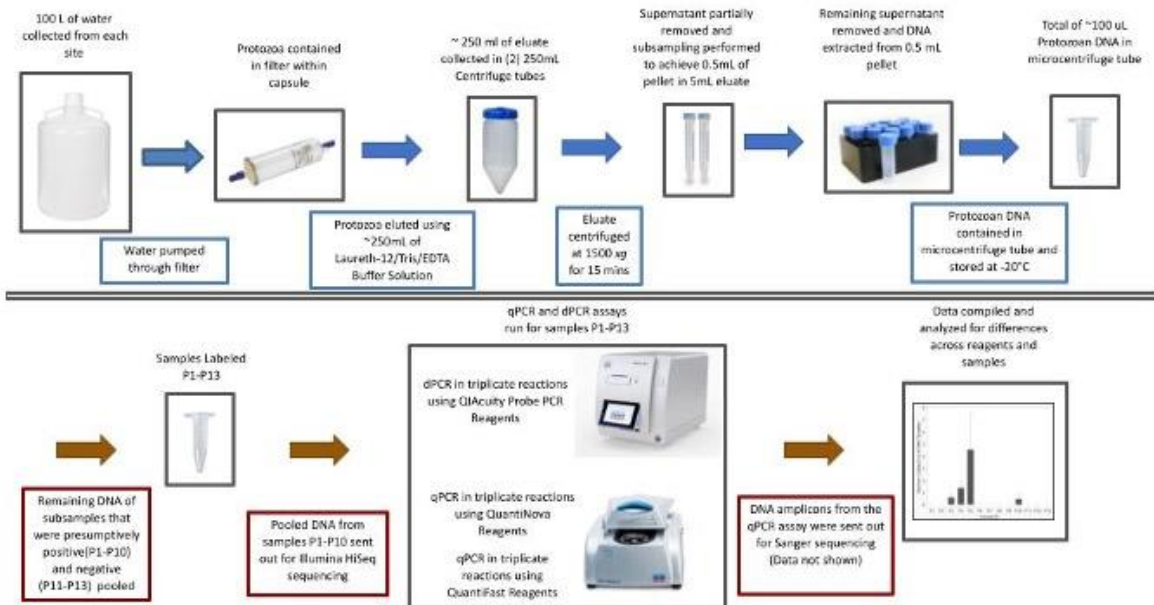 100 L of water
collected from each
site
Protozoa contained
in filter within
capsule
~ 250 ml of eluate
collected in (2) 250mL
Centrifuge tubes
Supernatant partially
removed and
subsampling performed
to achieve 0.5mL of
pellet in 5mL eluate
Remaining supernatant
removed and DNA
extracted from 0.5 mL
pellet
Total of ~100 uL
Protozoan DNA in
microcentrifuge tube
Water pumped
through filter
Protozoa eluted using
~250mL of
Laureth-12/Tris/EDTA
Buffer Solution
Eluate
centrifuged
at 1500 xg
for 15 mins
Protozoan DNA
contained in
microcentrifuge tube and
stored at -20°C
Samples Labeled
P1-P13
qPCR and dPCR assays
run for samples P1-P13
Data compiled and
analyzed for differences
across reagents and
samples
dPCR in triplicate reactions
using QIAcuity Probe PCR
Reagents
qPCR in triplicate reactions
using QuantiNova
Reagents
qPCR in triplicate
reactions using
QuantiFast Reagents
Remaining DNA of
subsamples that
were presumptively
positive(P1-P10)
and negative
(P11-P13) pooled
Pooled DNA from
samples P1-P10 sent
out for Illumina HiSeq
sequencing
DNA amplicons from the
qPCR assay were sent out
for Sanger sequencing
(Data not shown)